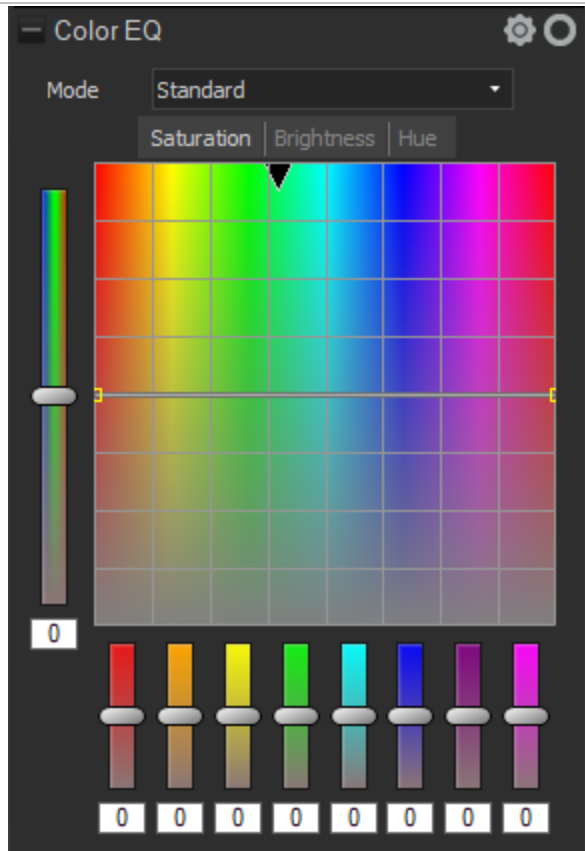 Color EQ
Mode Standard
Saturation Brightness Hue
0
0 0 0 0 0 0 0 0